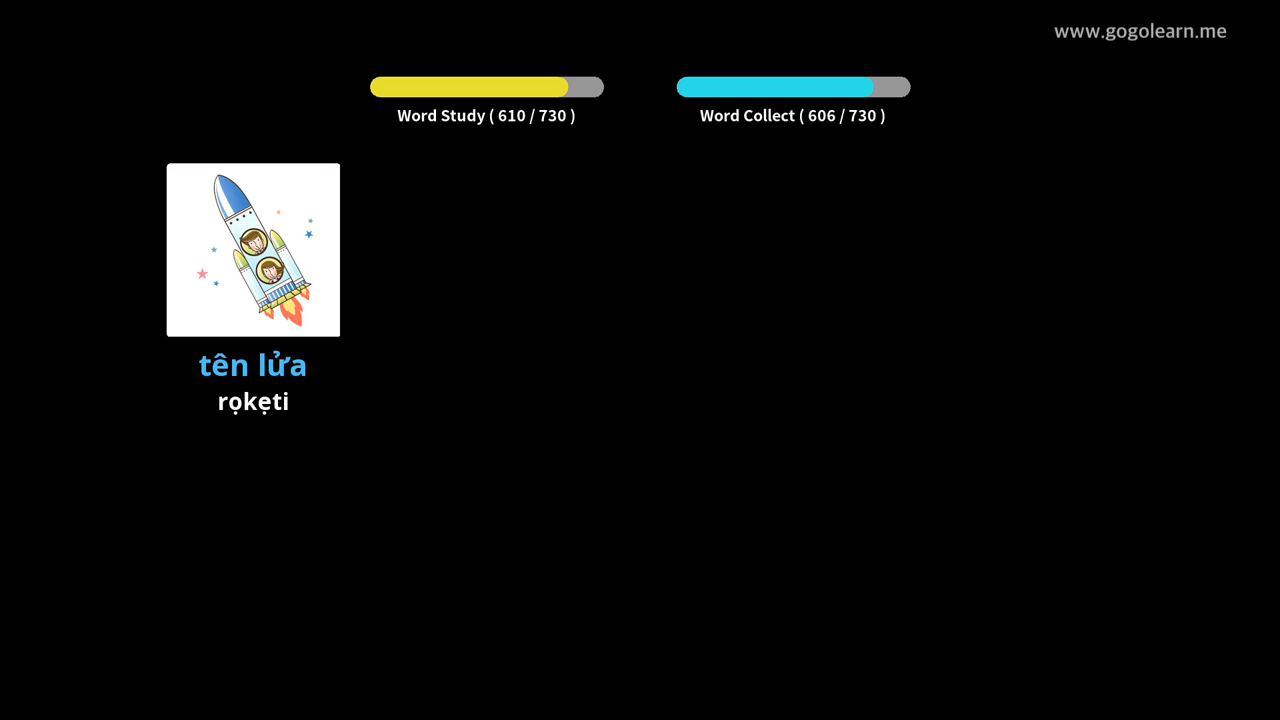 www.gogolearn.me
Word Study ( 610 / 730 )
Word Collect ( 606 / 730 )
tên lửa
rọkẹti